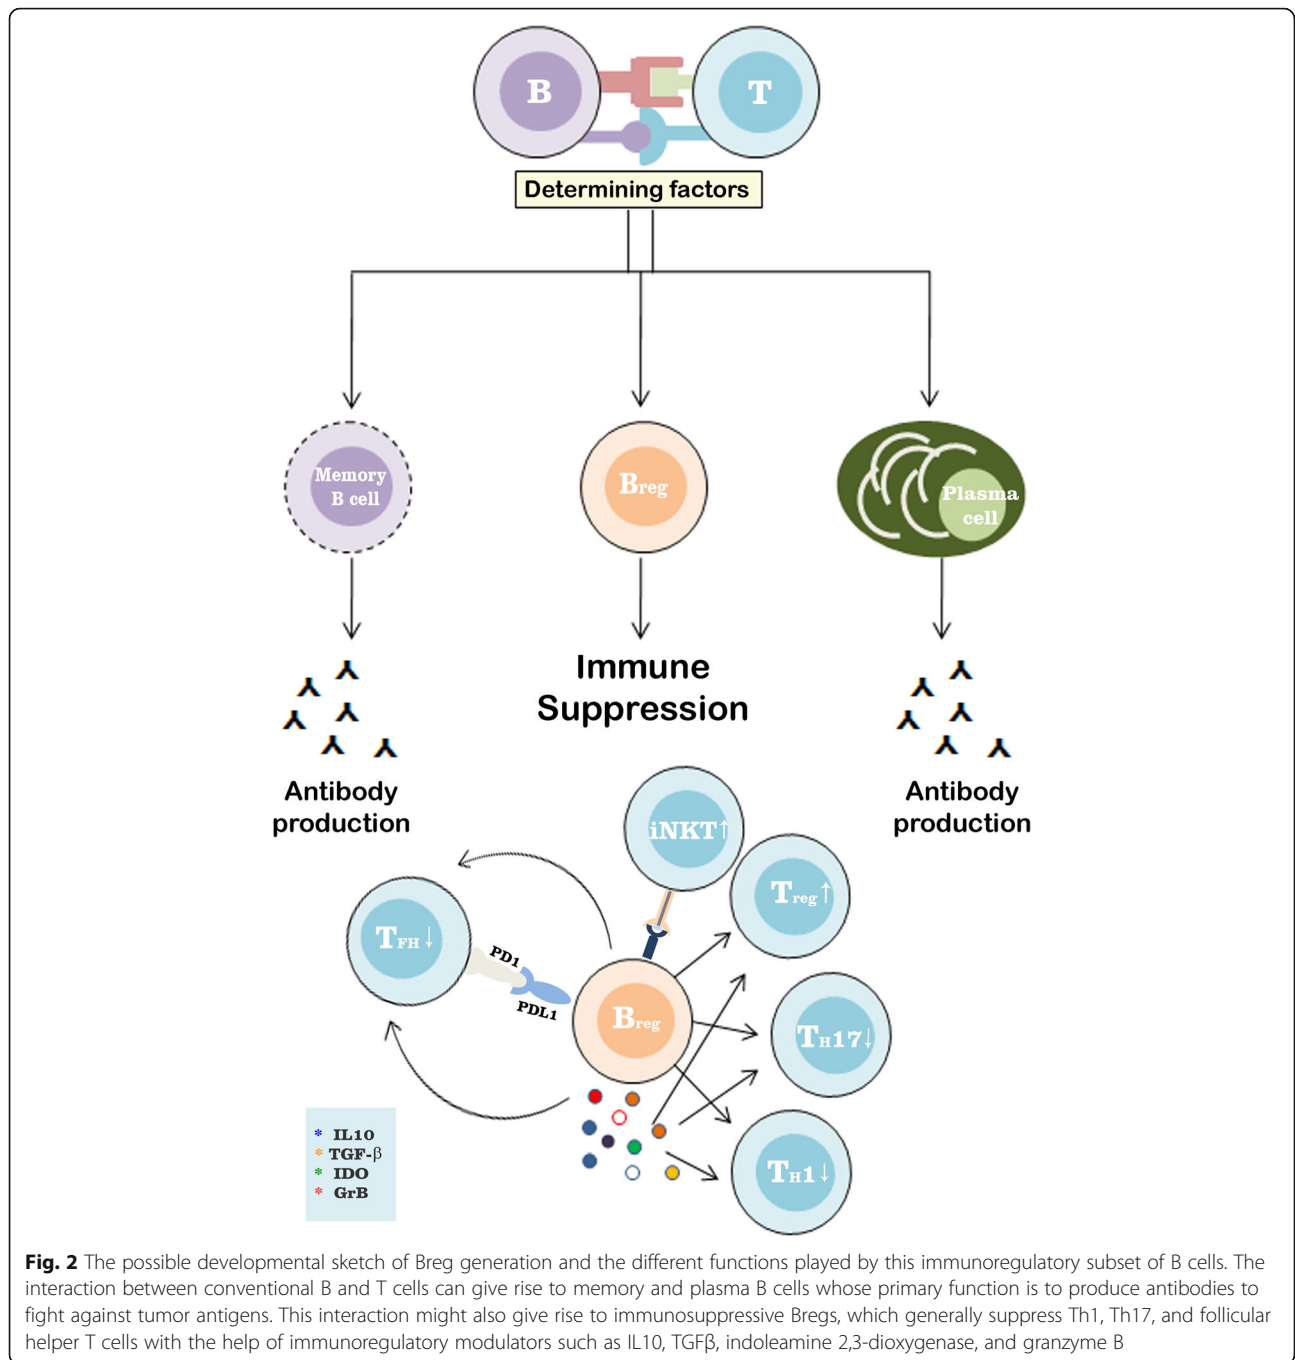 B
T
Determining factors
Memory
B cell
Breg
Plasma
cell
Immune
Suppression
Antibody
production
Antibody
production
iNKT↑
Treg↑
TFH↓
PD1
PDL1
Breg
TH17↓
TH1↓
* IL10
* TGF-β
* IDO
* GrB
Fig. 2 The possible developmental sketch of Breg generation and the different functions played by this immunoregulatory subset of B cells. The
interaction between conventional B and T cells can give rise to memory and plasma B cells whose primary function is to produce antibodies to
fight against tumor antigens. This interaction might also give rise to immunosuppressive Bregs, which generally suppress Th1, Th17, and follicular
helper T cells with the help of immunoregulatory modulators such as IL10, TGFβ, indoleamine 2,3-dioxygenase, and granzyme B